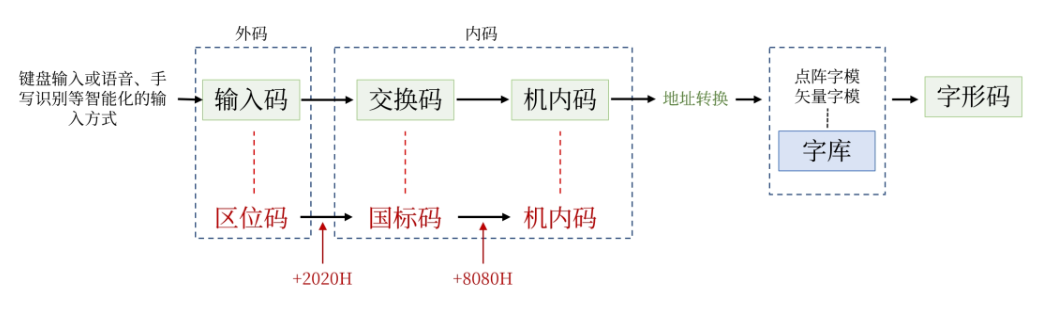 外码
内码
键盘输入或语音、手
写识别等智能化的输
入方式
输入码
交换码
机内码
地址转换
点阵字模
矢量字模
字库
字形码
区位码
国标码
机内码
+2020H
+8080H